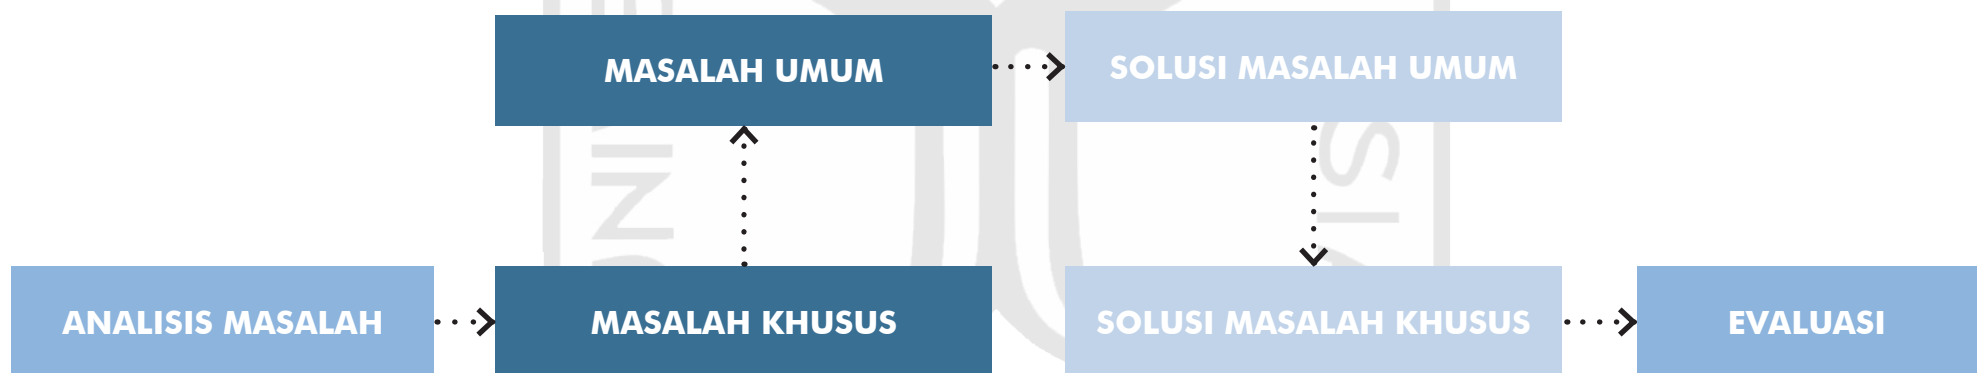 MASALAH UMUM
SOLUSI MASALAH UMUM
ANALISIS MASALAH
MASALAH KHUSUS
SOLUSI MASALAH KHUSUS
EVALUASI